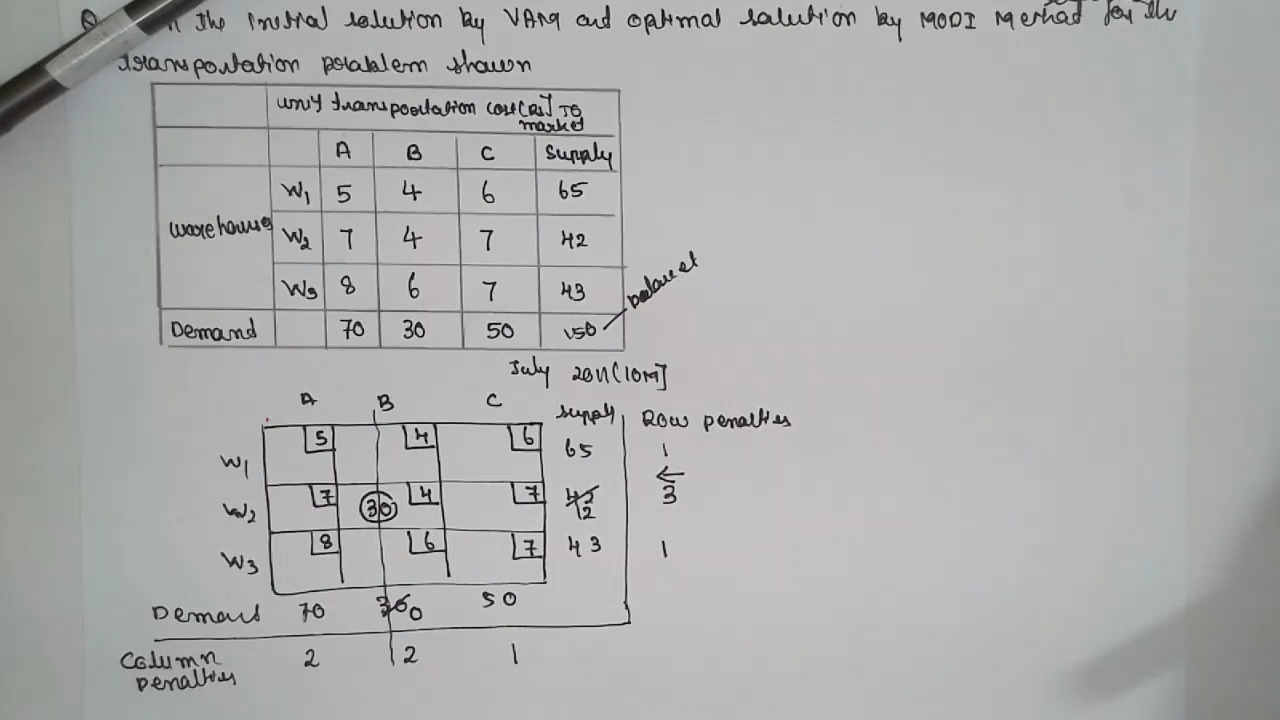 the Initial solution by VAM and optimal solution by MODI Method for the
transportation problem shown
unit transportation cost [Rs] To
market
A B C Supply
W1 5 4 6 65
warehouse W2 7 4 7 42
W3 8 6 7 43
Demand 70 30 50 150
July 2011 [10M]
A B C supply Row penalties
W1 5 4 6 65 1
←
W2 7 30 4 7 42 2 3
W3 8 6 7 43 1
Demand 70 30 0 50
Column 2 2 1
penalties